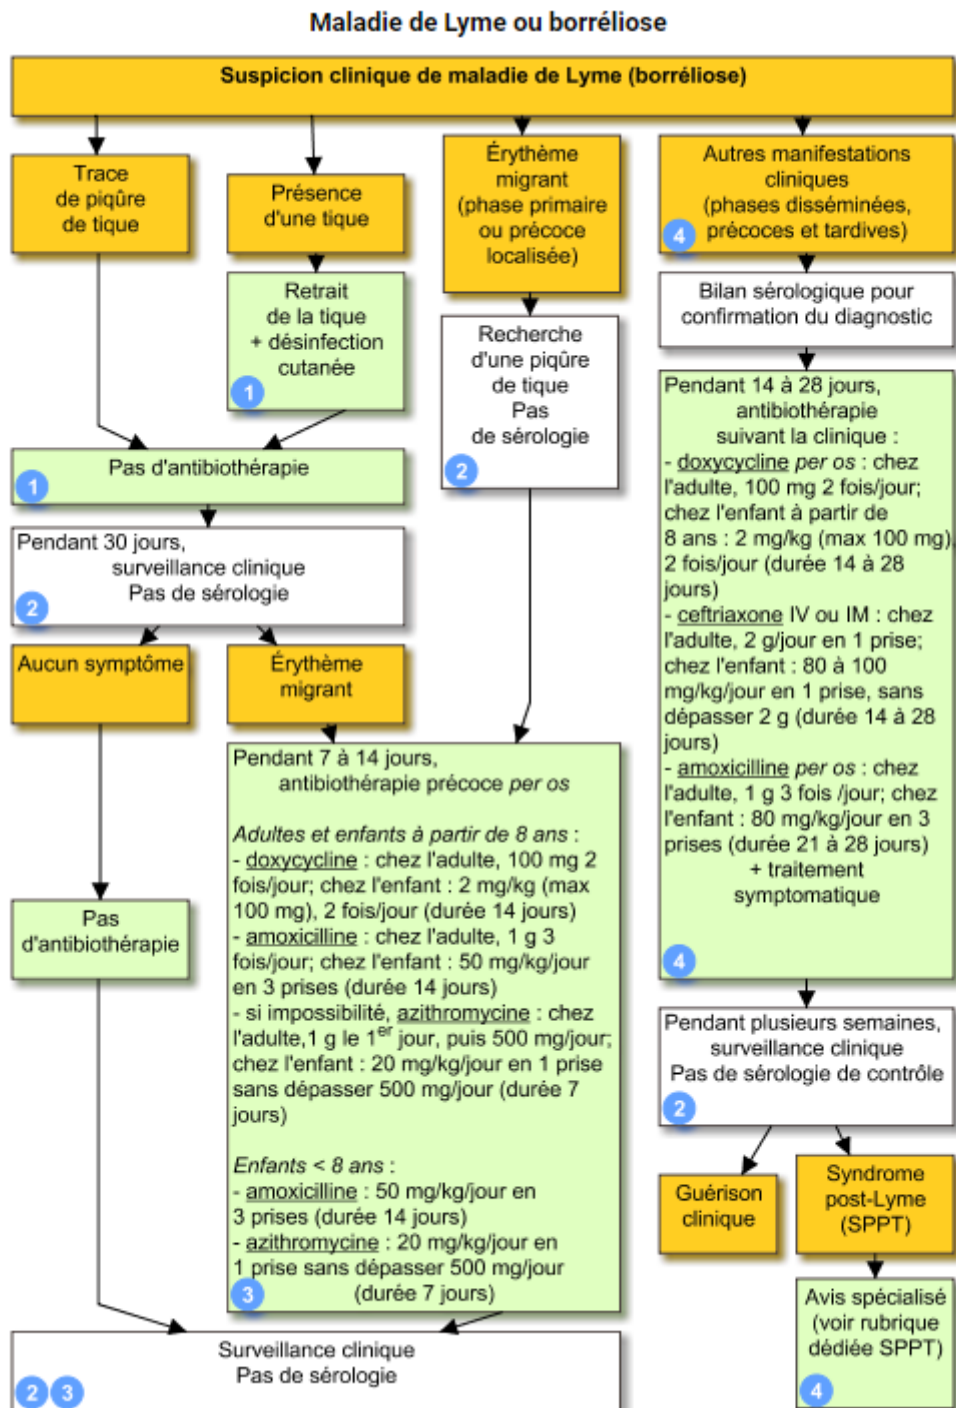 Maladie de Lyme ou borréliose
Suspicion clinique de maladie de Lyme (borréliose)
Trace
de piqûre
de tique
Présence
d'une tique
Érythème
migrant
(phase primaire
ou précoce
localisée)
Autres manifestations
cliniques
(phases disséminées,
précoces et tardives)
4
Retrait
de la tique
+ désinfection
cutanée
1
Recherche
d'une piqûre
de tique
Pas
de sérologie
2
Bilan sérologique pour
confirmation du diagnostic
Pas d'antibiothérapie
1
Pendant 30 jours,
surveillance clinique
Pas de sérologie
2
Aucun symptôme
Érythème
migrant
Pas
d'antibiothérapie
Pendant 7 à 14 jours,
antibiothérapie précoce per os
Adultes et enfants à partir de 8 ans :
- doxycycline : chez l'adulte, 100 mg 2
fois/jour; chez l'enfant : 2 mg/kg (max
100 mg), 2 fois/jour (durée 14 jours)
- amoxicilline : chez l'adulte, 1 g 3
fois/jour; chez l'enfant : 50 mg/kg/jour
en 3 prises (durée 14 jours)
- si impossibilité, azithromycine : chez
l'adulte,1 g le 1er jour, puis 500 mg/jour;
chez l'enfant : 20 mg/kg/jour en 1 prise
sans dépasser 500 mg/jour (durée 7
jours)
Enfants < 8 ans :
- amoxicilline : 50 mg/kg/jour en
3 prises (durée 14 jours)
- azithromycine : 20 mg/kg/jour en
1 prise sans dépasser 500 mg/jour
(durée 7 jours)
3
Pendant 14 à 28 jours,
antibiothérapie
suivant la clinique :
- doxycycline per os : chez
l'adulte, 100 mg 2 fois/jour;
chez l'enfant à partir de
8 ans : 2 mg/kg (max 100 mg),
2 fois/jour (durée 14 à 28
jours)
- ceftriaxone IV ou IM : chez
l'adulte, 2 g/jour en 1 prise;
chez l'enfant : 80 à 100
mg/kg/jour en 1 prise, sans
dépasser 2 g (durée 14 à 28
jours)
- amoxicilline per os : chez
l'adulte, 1 g 3 fois /jour; chez
l'enfant : 80 mg/kg/jour en 3
prises (durée 21 à 28 jours)
+ traitement
symptomatique
4
Pendant plusieurs semaines,
surveillance clinique
Pas de sérologie de contrôle
2
Guérison
clinique
Syndrome
post-Lyme
(SPPT)
Avis spécialisé
(voir rubrique
dédiée SPPT)
4
Surveillance clinique
Pas de sérologie
2 3